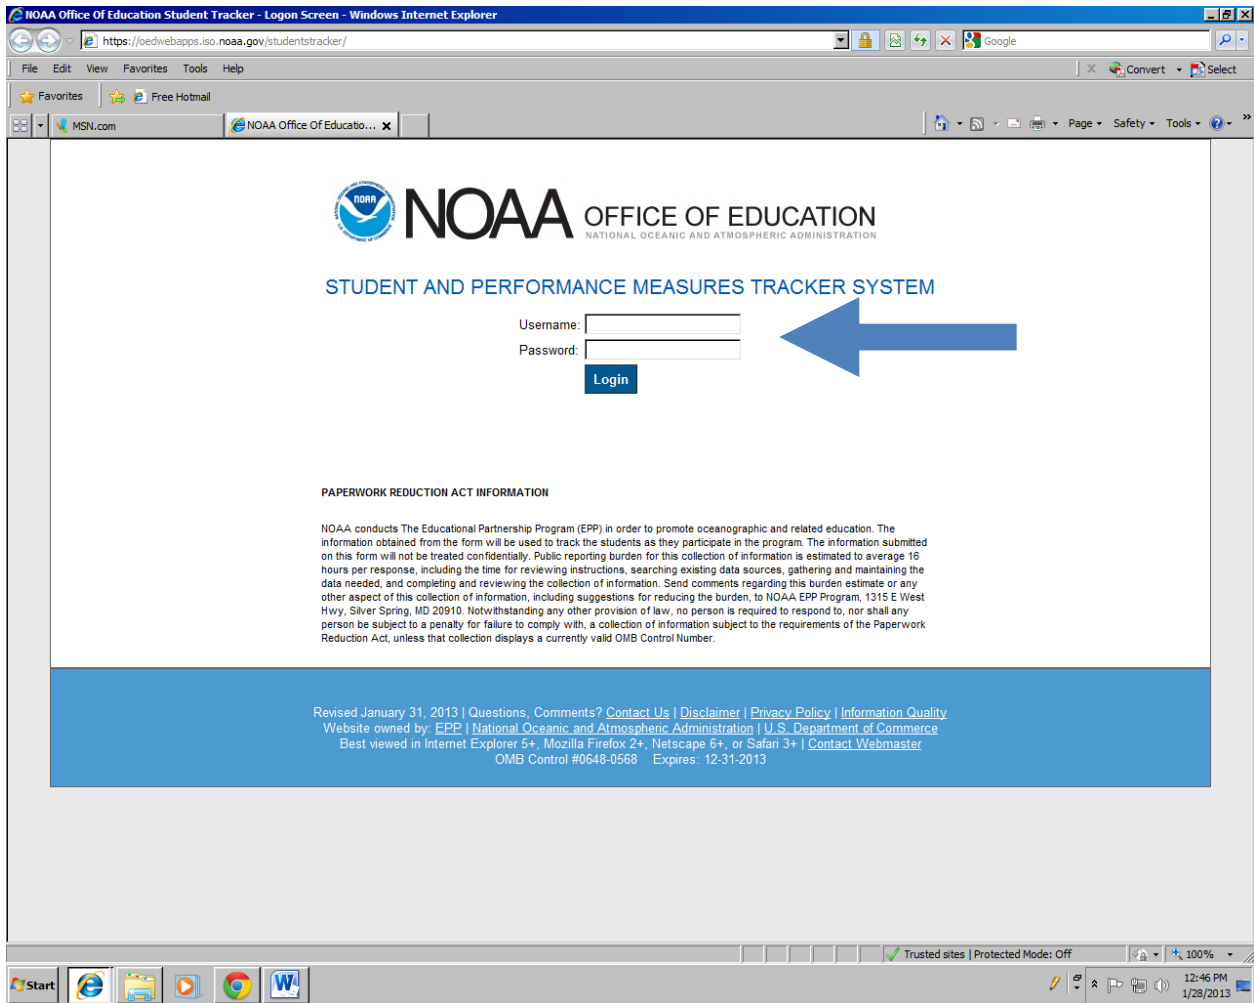 NOAA Office Of Education Student Tracker - Logon Screen - Windows Internet Explorer
https://oedwebapps.iso.noaa.gov/studentstracker/
Google
File Edit View Favorites Tools Help
Convert Select
Favorites Free Hotmail
MSN.com NOAA Office Of Educatio... Page Safety Tools
NOAA OFFICE OF EDUCATION
NATIONAL OCEANIC AND ATMOSPHERIC ADMINISTRATION
STUDENT AND PERFORMANCE MEASURES TRACKER SYSTEM
Username:
Password:
Login
PAPERWORK REDUCTION ACT INFORMATION
NOAA conducts The Educational Partnership Program (EPP) in order to promote oceanographic and related education. The
information obtained from the form will be used to track the students as they participate in the program. The information submitted
on this form will not be treated confidentially. Public reporting burden for this collection of information is estimated to average 16
hours per response, including the time for reviewing instructions, searching existing data sources, gathering and maintaining the
data needed, and completing and reviewing the collection of information. Send comments regarding this burden estimate or any
other aspect of this collection of information, including suggestions for reducing the burden, to NOAA EPP Program, 1315 E West
Hwy, Silver Spring, MD 20910. Notwithstanding any other provision of law, no person is required to respond to, nor shall any
person be subject to a penalty for failure to comply with, a collection of information subject to the requirements of the Paperwork
Reduction Act, unless that collection displays a currently valid OMB Control Number.
Revised January 31, 2013 | Questions, Comments? Contact Us | Disclaimer | Privacy Policy | Information Quality
Website owned by: EPP | National Oceanic and Atmospheric Administration | U.S. Department of Commerce
Best viewed in Internet Explorer 5+, Mozilla Firefox 2+, Netscape 6+, or Safari 3+ | Contact Webmaster
OMB Control #0648-0568 Expires: 12-31-2013
Trusted sites | Protected Mode: Off 100%
Start 12:46 PM
1/28/2013